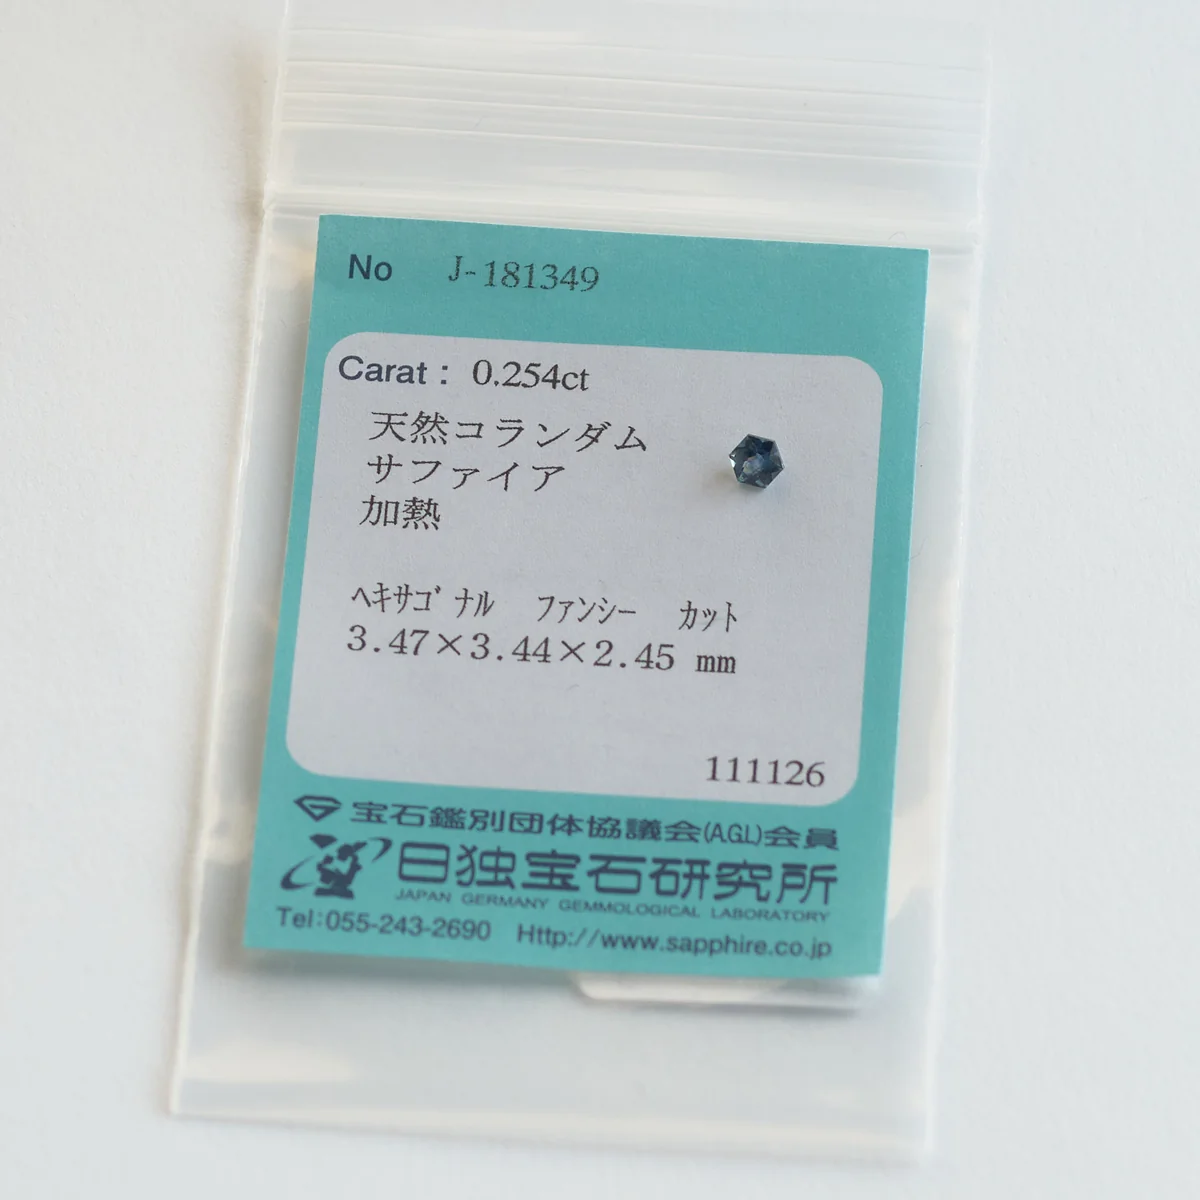 No J-181349
Carat: 0.254ct
天然コランダム
サファイア
加熱
ﾍｷｻｺﾞﾅﾙ ﾌｧﾝｼｰ ｶｯﾄ
3.47×3.44×2.45 mm
111126
宝石鑑別団体協議会(AGL)会員
日独宝石研究所
JAPAN GERMANY GEMMOLOGICAL LABORATORY
Tel:055-243-2690 Http://www.sapphire.co.jp